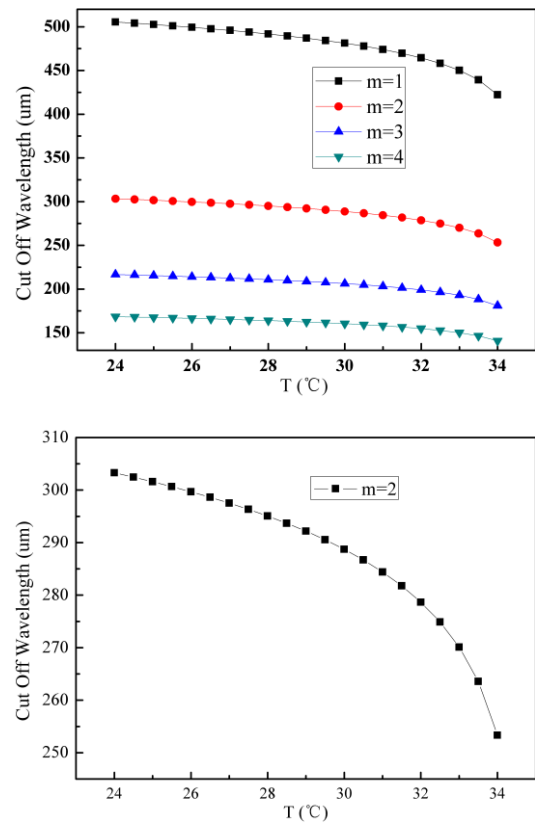 500
450
400
350
300
250
200
150
Cut Off Wavelength (um)
m=1
m=2
m=3
m=4
24 26 28 30 32 34
T (℃)
310
300
290
280
270
260
250
Cut Off Wavelength (um)
m=2
24 26 28 30 32 34
T (℃)